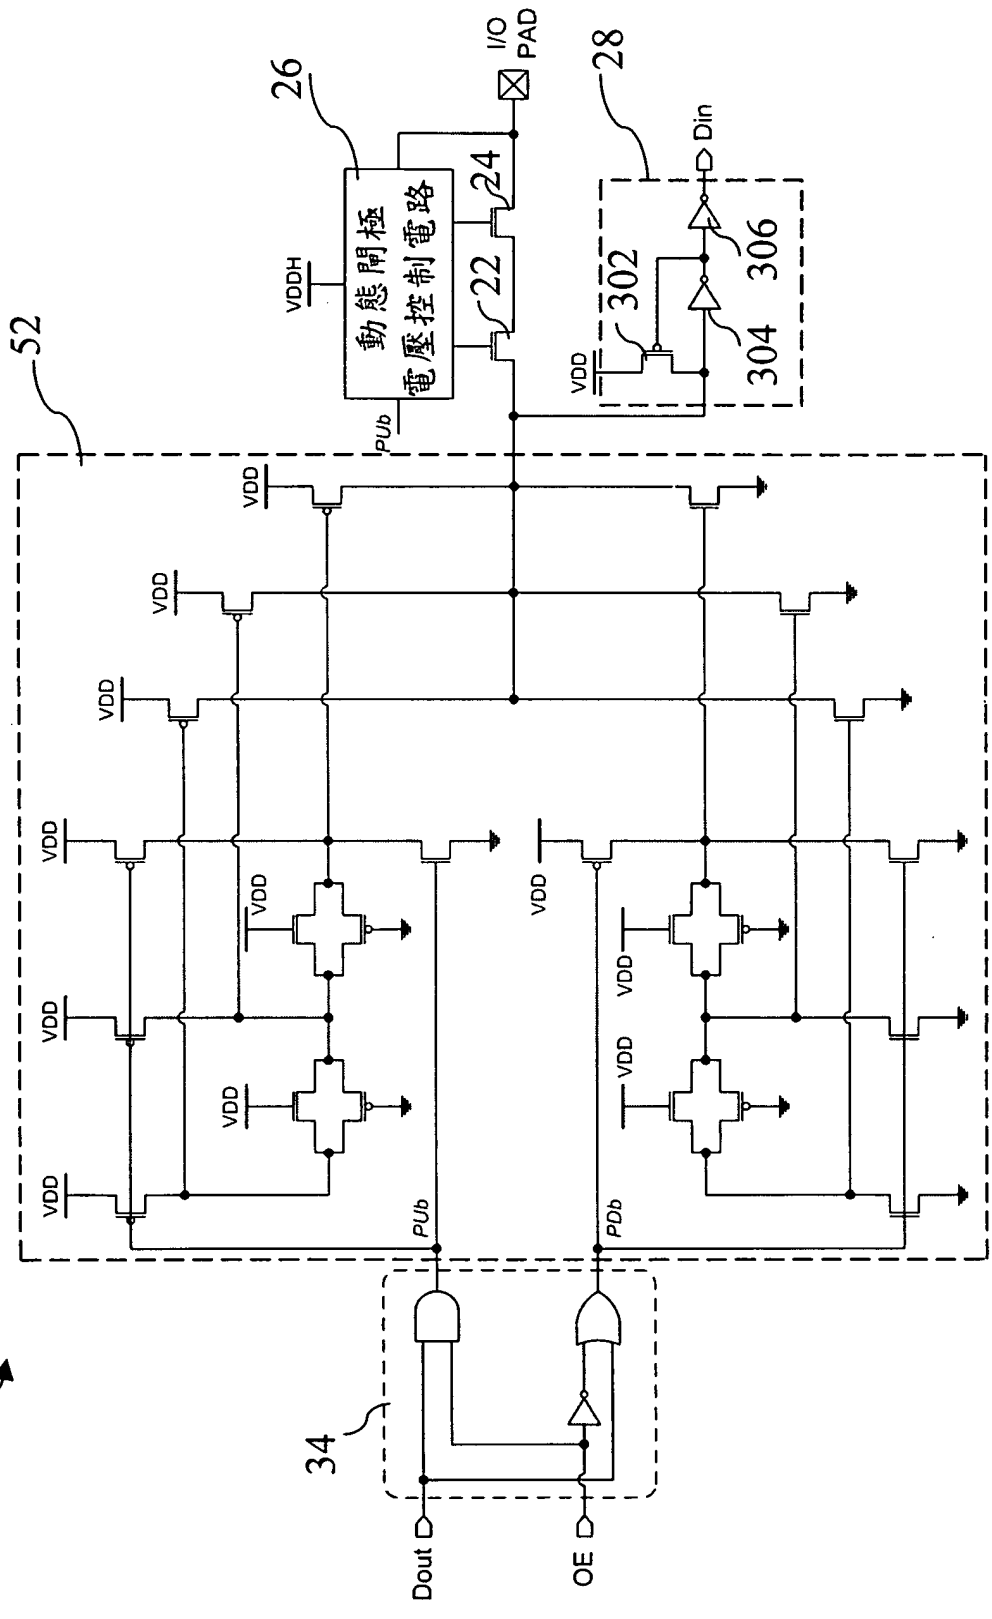 52
VDD
VDD
VDD
VDD
VDD
VDD
VDD
VDD
VDDH
26
34
動態閘極
電壓控制電路
PUb
Dout
PUb
22
24
I/O
PAD
VDD
OE
PDb
VDD
28
VDD
VDD
302
Din
304
306